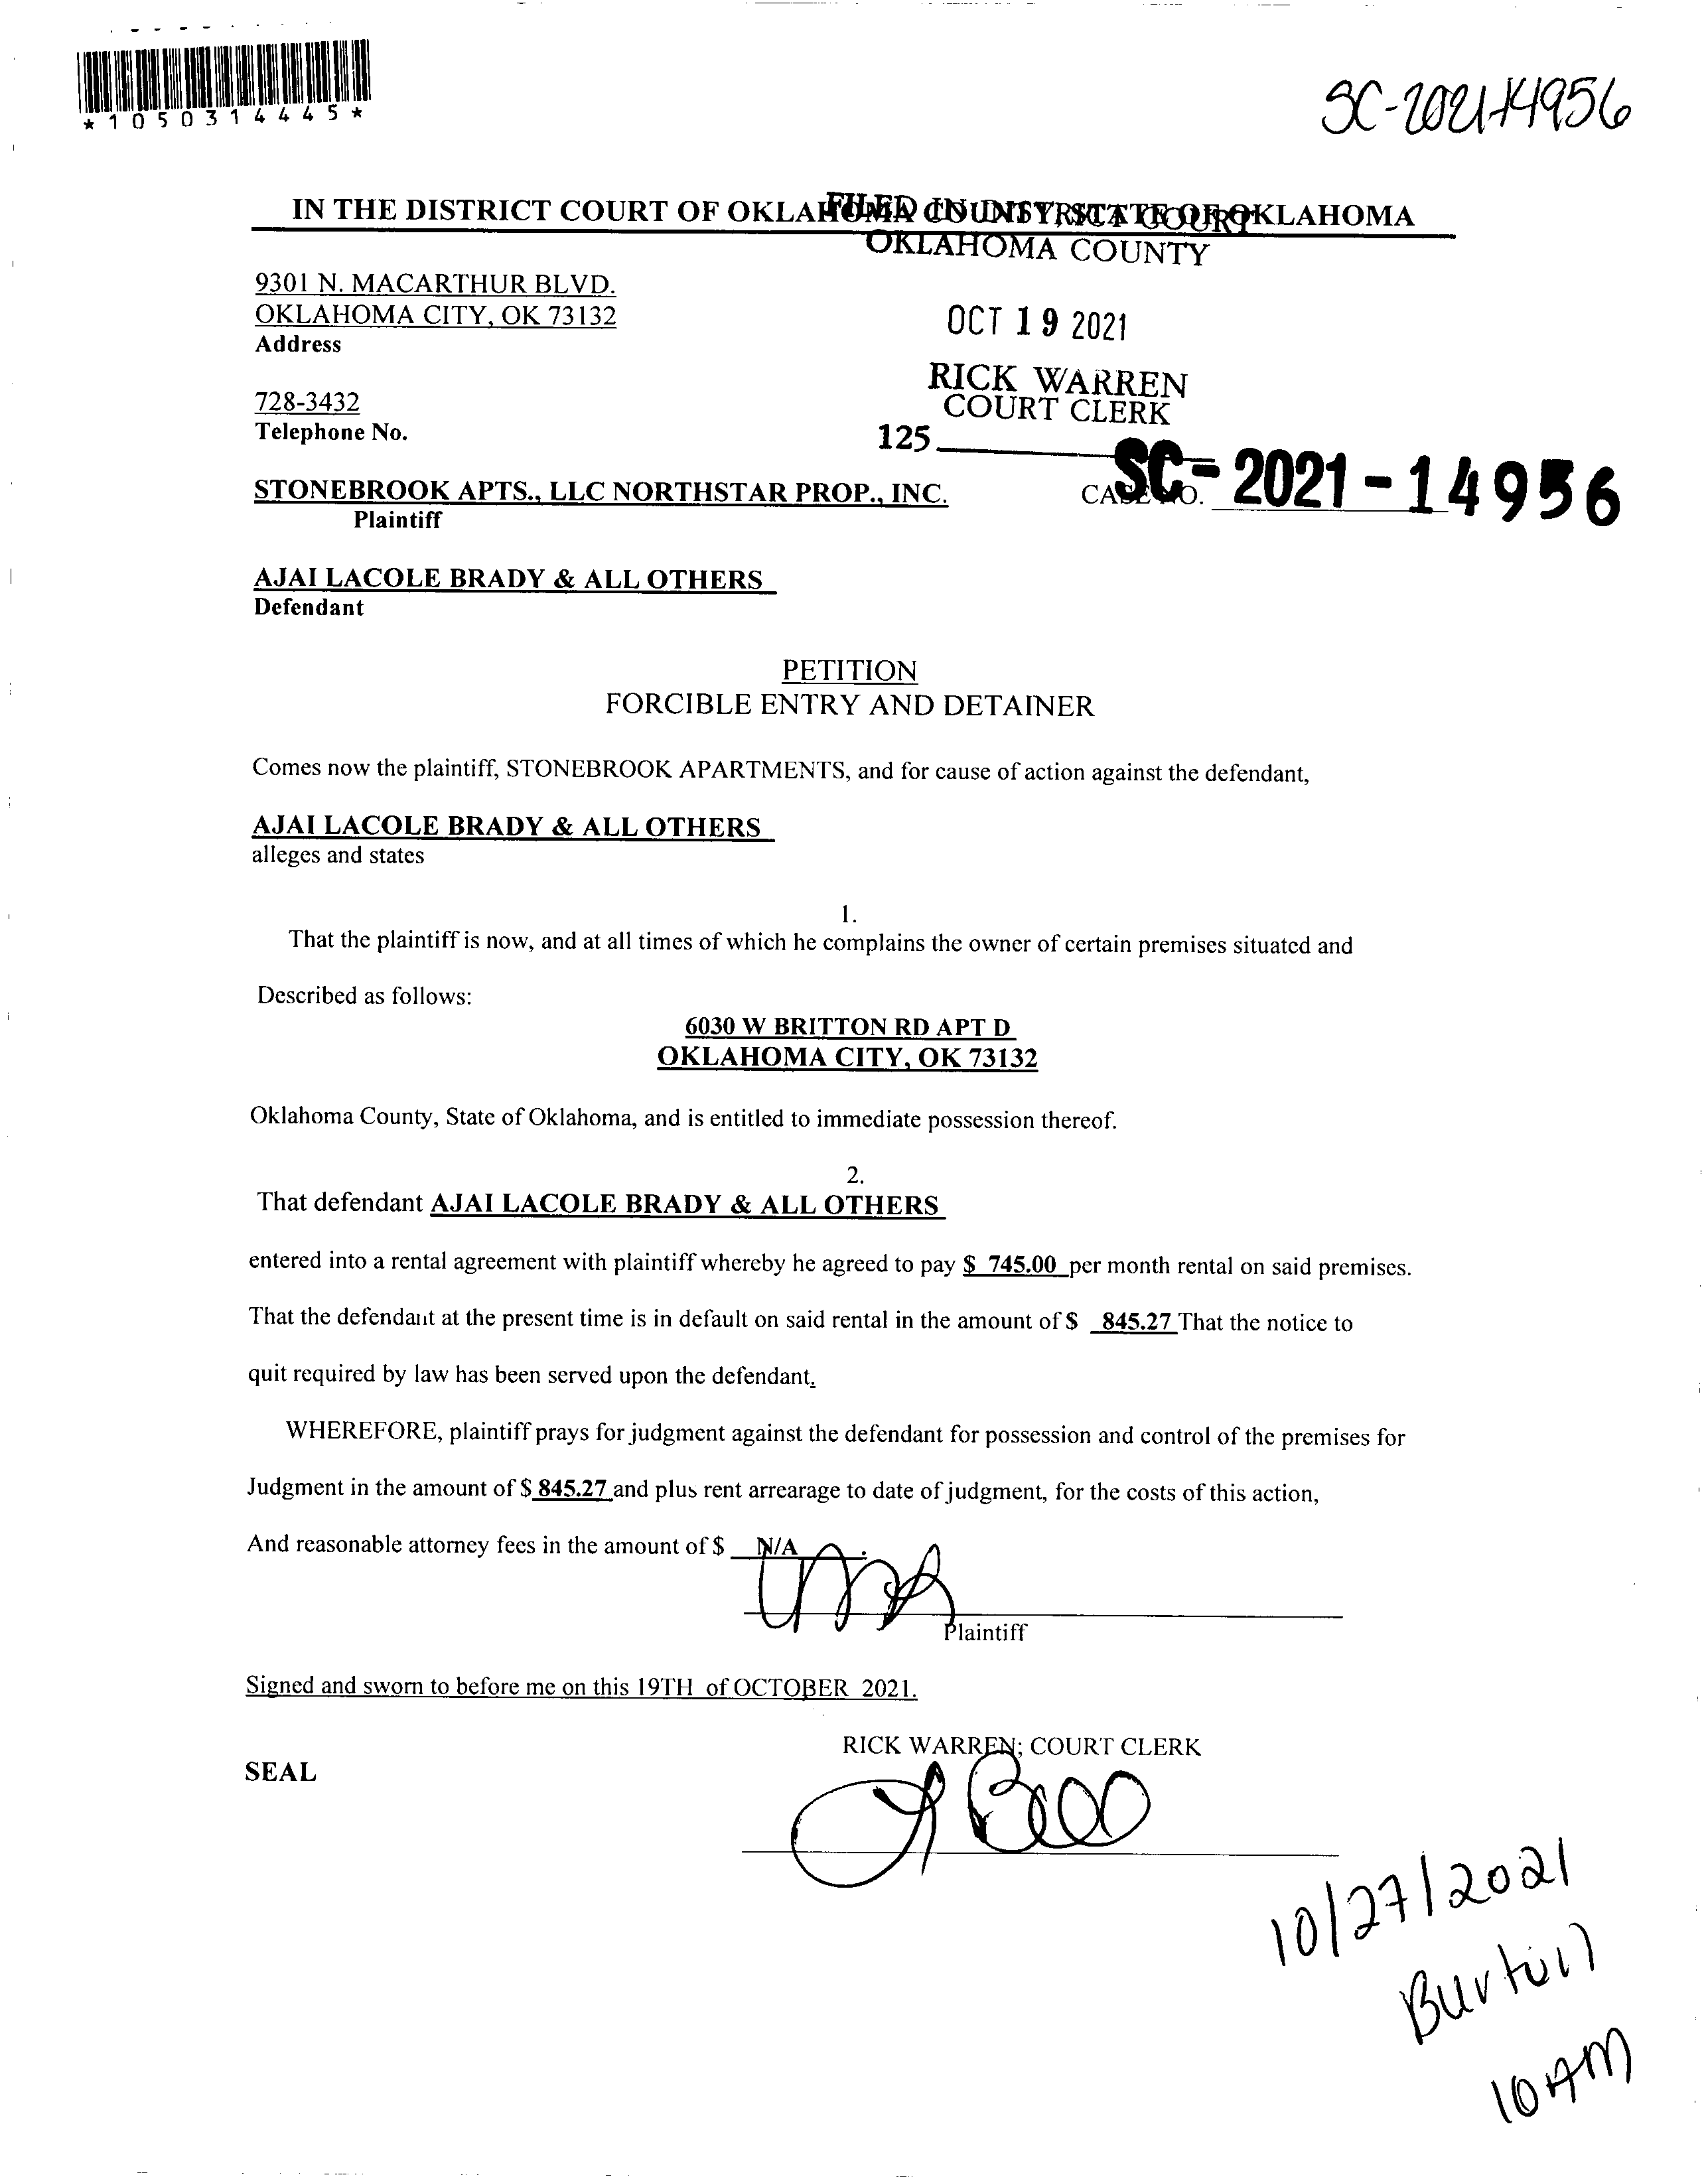 *1050314445*
SC-2021-14956
IN THE DISTRICT COURT OF OKLAHOMA COUNTY, STATE OF OKLAHOMA
FILED IN DISTRICT COURT
OKLAHOMA COUNTY
9301 N. MACARTHUR BLVD.
OKLAHOMA CITY, OK 73132
Address
OCT 19 2021
RICK WARREN
COURT CLERK
728-3432
Telephone No.
125
STONEBROOK APTS., LLC NORTHSTAR PROP., INC.
Plaintiff
CASE NO. SC-2021-14956
AJAI LACOLE BRADY & ALL OTHERS
Defendant
PETITION
FORCIBLE ENTRY AND DETAINER
Comes now the plaintiff, STONEBROOK APARTMENTS, and for cause of action against the defendant,
AJAI LACOLE BRADY & ALL OTHERS
alleges and states
1.
That the plaintiff is now, and at all times of which he complains the owner of certain premises situated and
Described as follows:
6030 W BRITTON RD APT D
OKLAHOMA CITY, OK 73132
Oklahoma County, State of Oklahoma, and is entitled to immediate possession thereof.
2.
That defendant AJAI LACOLE BRADY & ALL OTHERS
entered into a rental agreement with plaintiff whereby he agreed to pay $ 745.00 per month rental on said premises.
That the defendant at the present time is in default on said rental in the amount of $ 845.27 That the notice to
quit required by law has been served upon the defendant.
WHEREFORE, plaintiff prays for judgment against the defendant for possession and control of the premises for
Judgment in the amount of $ 845.27 and plus rent arrearage to date of judgment, for the costs of this action,
And reasonable attorney fees in the amount of $ N/A.
Plaintiff
Signed and sworn to before me on this 19TH of OCTOBER 2021.
RICK WARREN; COURT CLERK
SEAL
10/27/2021
Burton
10 AM